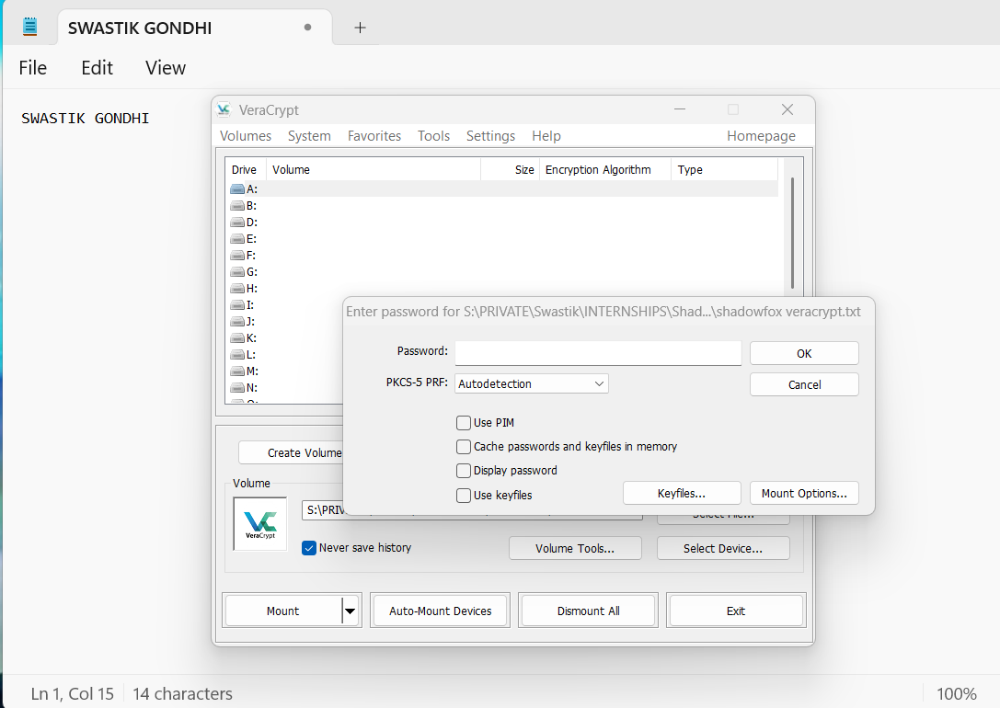 SWASTIK GONDHI
File Edit View
SWASTIK GONDHI
VeraCrypt
Volumes System Favorites Tools Settings Help Homepage
Drive Volume Size Encryption Algorithm Type
A:
B:
D:
E:
F:
G:
H:
I:
J:
K:
L:
M:
N:
Enter password for S:\PRIVATE\Swastik\INTERNSHIPS\Shad...\shadowfox veracrypt.txt
Password:
OK
PKCS-5 PRF: Autodetection
Cancel
Use PIM
Cache passwords and keyfiles in memory
Display password
Use keyfiles
Keyfiles...
Mount Options...
Create Volume
Volume
VeraCrypt
S:\PRIV
Select File...
Never save history
Volume Tools...
Select Device...
Mount
Auto-Mount Devices
Dismount All
Exit
Ln 1, Col 15 14 characters 100%